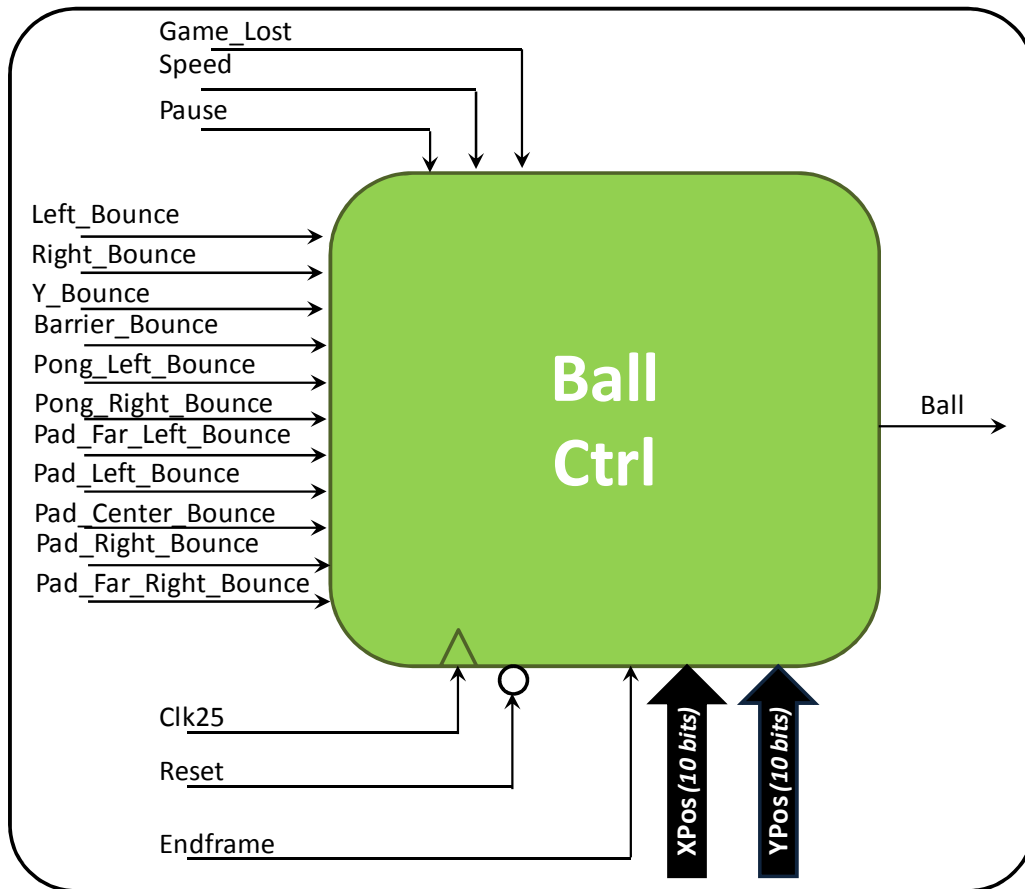 Game_Lost
Speed
Pause
Left_Bounce
Right_Bounce
Y_Bounce
Barrier_Bounce
Pong_Left_Bounce
Pong_Right_Bounce
Pad_Far_Left_Bounce
Pad_Left_Bounce
Pad_Center_Bounce
Pad_Right_Bounce
Pad_Far_Right_Bounce
Ball
Ctrl
Ball
Clk25
Reset
Endframe
XPos (10 bits)
YPos (10 bits)